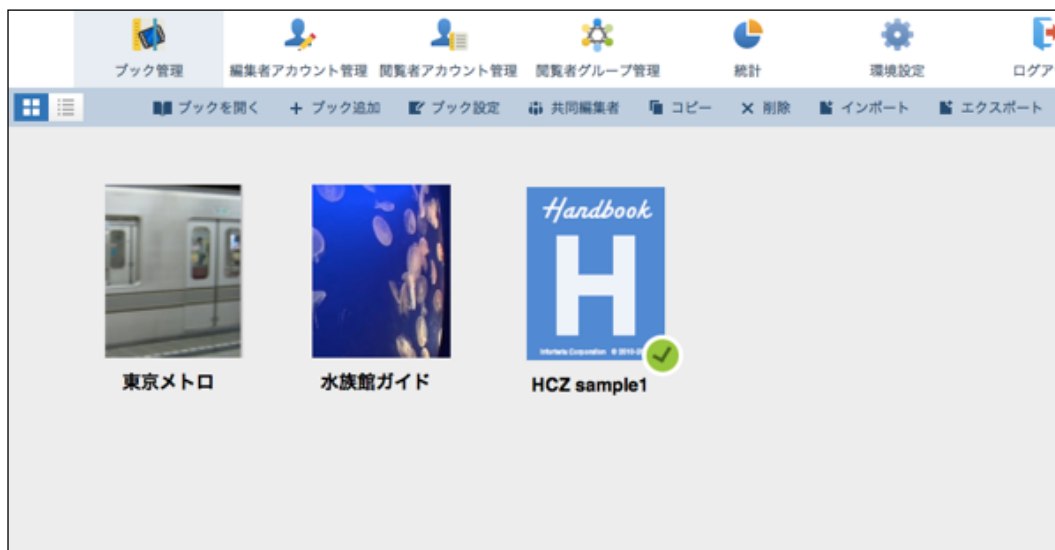 ブック管理 編集者アカウント管理 閲覧者アカウント管理 閲覧者グループ管理 統計 環境設定 ログア
ブックを開く ブック追加 ブック設定 共同編集者 コピー 削除 インポート エクスポート
Handbook
H
Infoteria Corporation © 2010-2
東京メトロ 水族館ガイド HCZ sample1